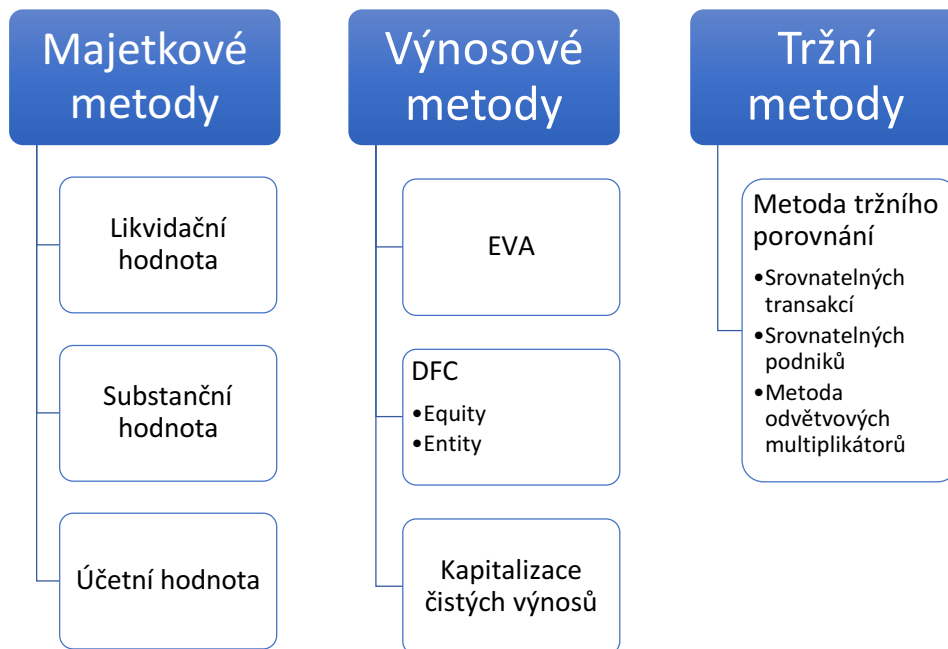 Majetkové
metody
Likvidační
hodnota
Substanční
hodnota
Účetní hodnota
Výnosové
metody
EVA
DFC
•Equity
•Entity
Kapitalizace
čistých výnosů
Tržní
metody
Metoda tržního
porovnání
•Srovnatelných
transakcí
•Srovnatelných
podniků
•Metoda
odvětvových
multiplikátorů